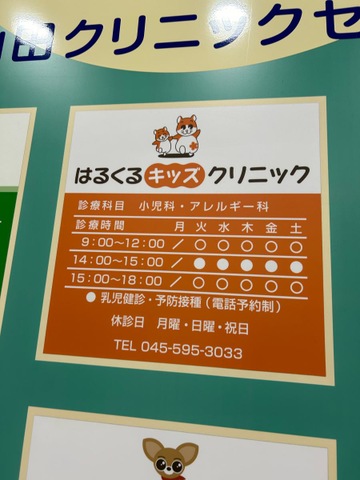 田クリニックセ
はるくるキッズクリニック
診療科目 小児科・アレルギー科
診療時間 月 火 水 木 金 土
9:00〜12:00 / ○ ○ ○ ○ ○
14:00〜15:00 / ● ● ● ● ●
15:00〜18:00 / ○ ○ ○ ○ ○
● 乳児健診・予防接種(電話予約制)
休診日 月曜・日曜・祝日
TEL 045-595-3033